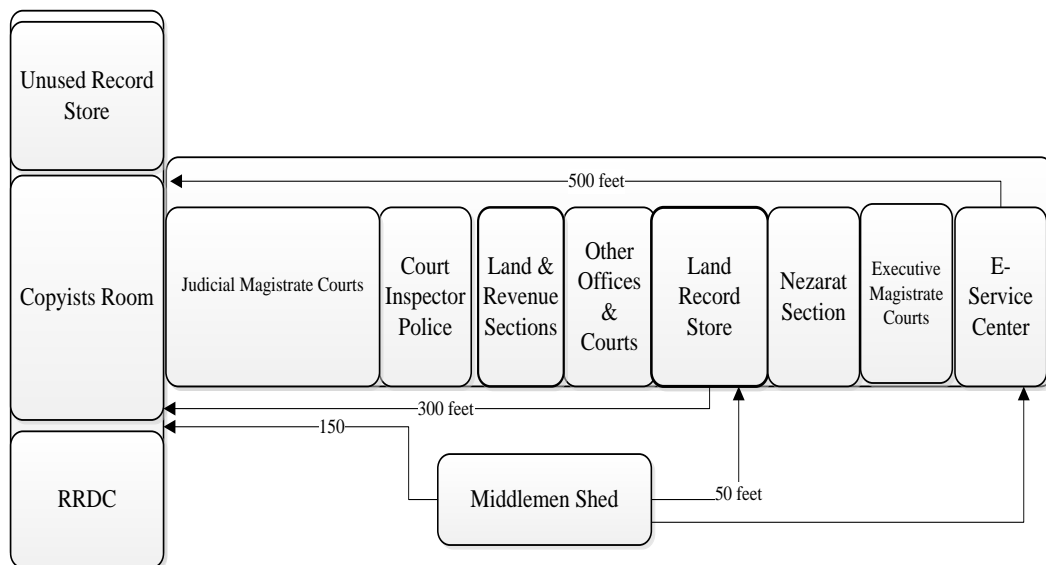 Unused Record
Store
500 feet
Copyists Room
Judicial Magistrate Courts
Court
Inspector
Police
Land &
Revenue
Sections
Other
Offices
&
Courts
Land
Record
Store
Nezarat
Section
Executive
Magistrate
Courts
E-
Service
Center
300 feet
150
RRDC
Middlemen Shed
50 feet